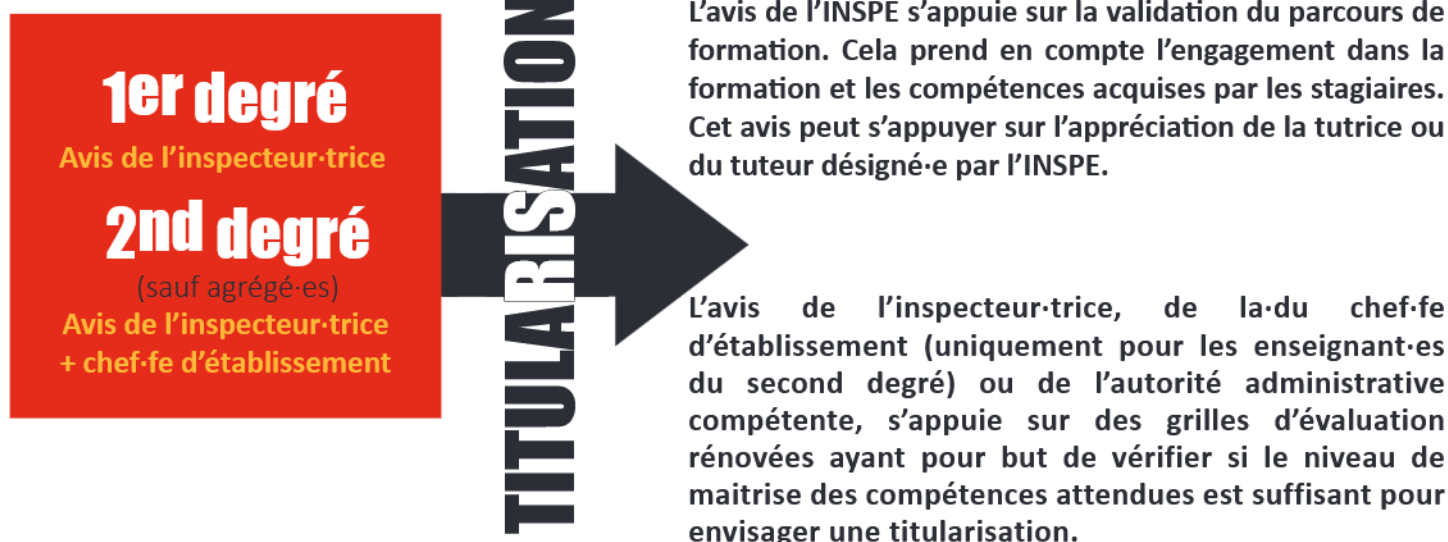 1er degré
Avis de l'inspecteur·trice
2nd degré
(sauf agrégé·es)
Avis de l'inspecteur·trice
+ chef·fe d'établissement
TITULARISATION
L'avis de l'INSPE s'appuie sur la validation du parcours de
formation. Cela prend en compte l'engagement dans la
formation et les compétences acquises par les stagiaires.
Cet avis peut s'appuyer sur l'appréciation de la tutrice ou
du tuteur désigné·e par l'INSPE.
L'avis de l'inspecteur·trice, de la·du chef·fe
d'établissement (uniquement pour les enseignant·es
du second degré) ou de l'autorité administrative
compétente, s'appuie sur des grilles d'évaluation
rénovées ayant pour but de vérifier si le niveau de
maitrise des compétences attendues est suffisant pour
envisager une titularisation.